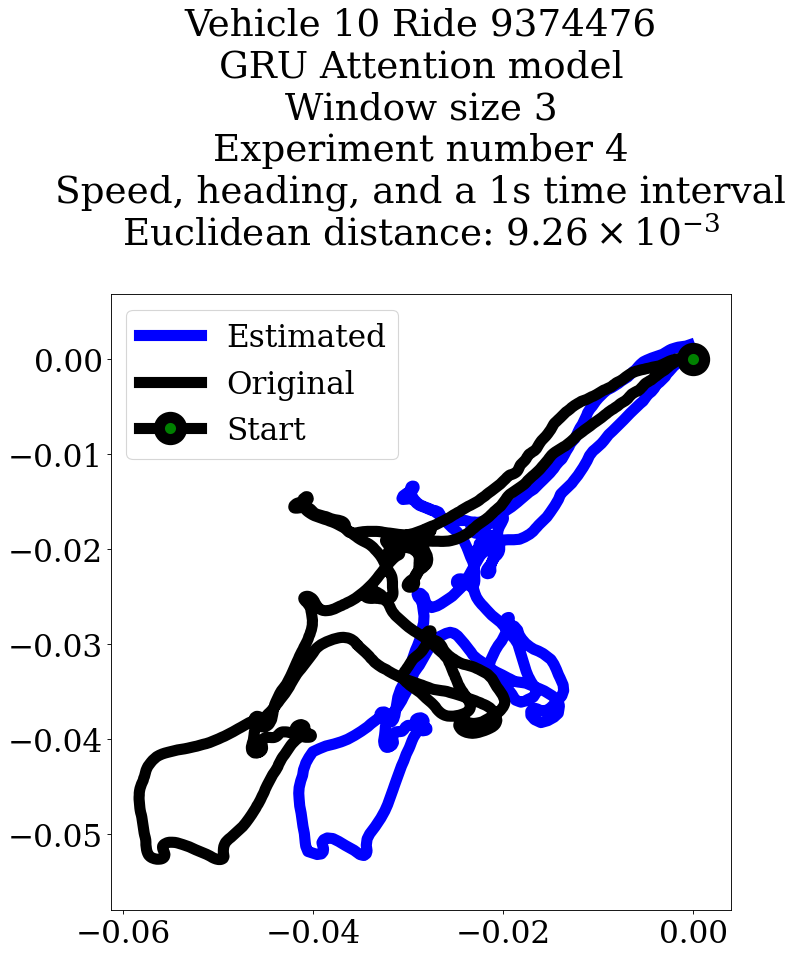 Vehicle 10 Ride 9374476
GRU Attention model
Window size 3
Experiment number 4
Speed, heading, and a 1s time interval
Euclidean distance: 9.26 × 10⁻³
Estimated
Original
Start
0.00
−0.01
−0.02
−0.03
−0.04
−0.05
−0.06
−0.04
−0.02
0.00